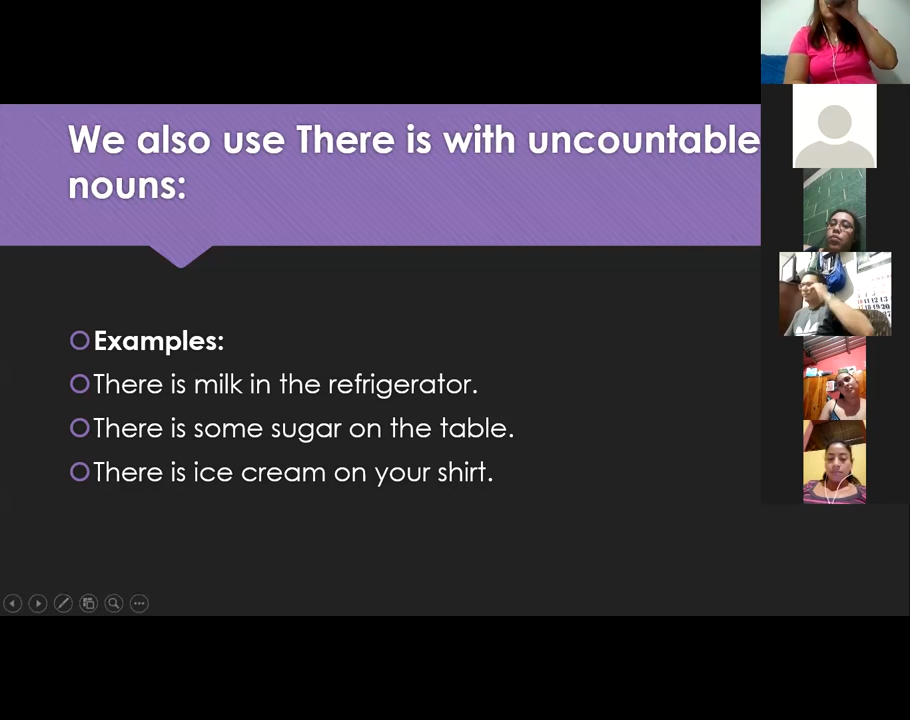 We also use There is with uncountable
nouns:
Examples:
There is milk in the refrigerator.
There is some sugar on the table.
There is ice cream on your shirt.